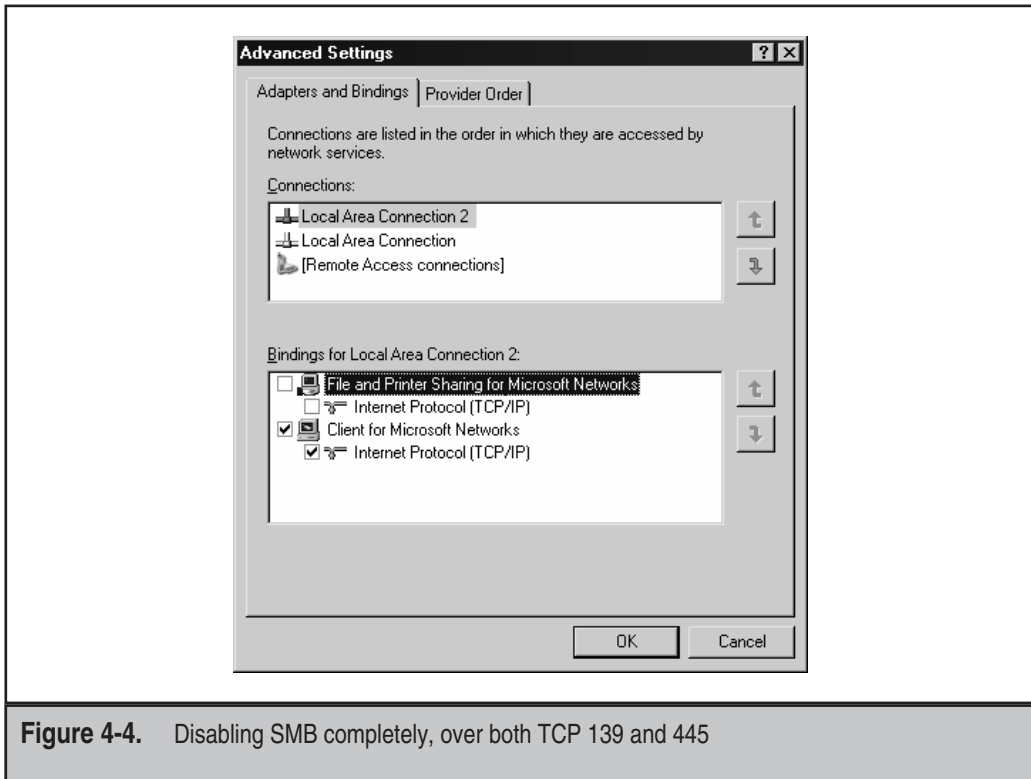 Advanced Settings
Adapters and Bindings
Provider Order
Connections are listed in the order in which they are accessed by
network services.
Connections:
Local Area Connection 2
Local Area Connection
[Remote Access connections]
Bindings for Local Area Connection 2:
File and Printer Sharing for Microsoft Networks
Internet Protocol (TCP/IP)
Client for Microsoft Networks
Internet Protocol (TCP/IP)
OK
Cancel
Figure 4-4. Disabling SMB completely, over both TCP 139 and 445